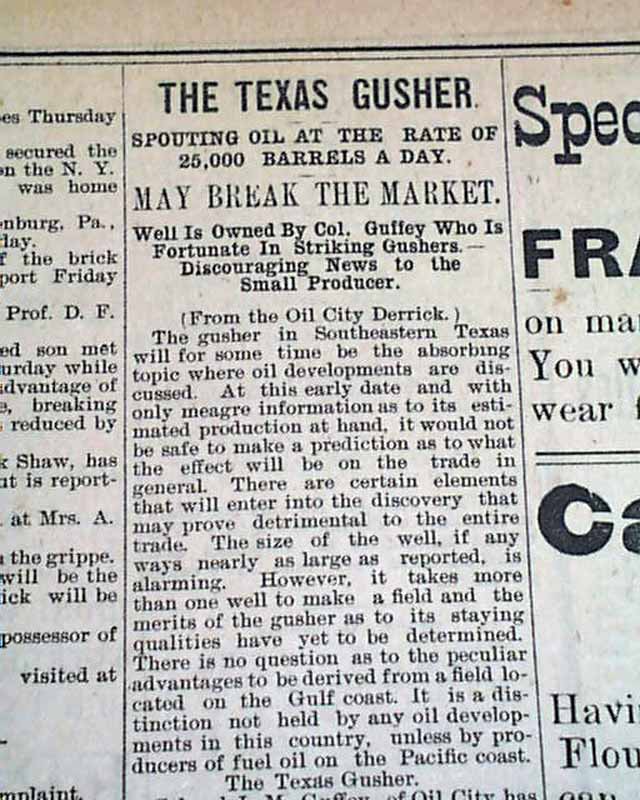 es Thursday
secured the
n the N. Y.
was home
nburg, Pa.,
day.
f the brick
port Friday
Prof. D. F.
ed son met
urday while
advantage of
e, breaking
reduced by
k Shaw, has
at is report-
at Mrs. A.
the grippe.
will be the
ick will be
possessor of
visited at
mplaint.
THE TEXAS GUSHER.
SPOUTING OIL AT THE RATE OF
25,000 BARRELS A DAY.
MAY BREAK THE MARKET.
Well Is Owned By Col. Guffey Who Is
Fortunate In Striking Gushers.—
Discouraging News to the
Small Producer.
(From the Oil City Derrick.)
The gusher in Southeastern Texas
will for some time be the absorbing
topic where oil developments are dis-
cussed. At this early date and with
only meagre information as to its esti-
mated production at hand, it would not
be safe to make a prediction as to what
the effect will be on the trade in
general. There are certain elements
that will enter into the discovery that
may prove detrimental to the entire
trade. The size of the well, if any
ways nearly as large as reported, is
alarming. However, it takes more
than one well to make a field and the
merits of the gusher as to its staying
qualities have yet to be determined.
There is no question as to the peculiar
advantages to be derived from a field lo-
cated on the Gulf coast. It is a dis-
tinction not held by any oil develop-
ments in this country, unless by pro-
ducers of fuel oil on the Pacific coast.
The Texas Gusher.
J. M. Guffey, of Oil City has
Spec
FRA
on ma
You w
wear f
Ca
Havi
Flou
can